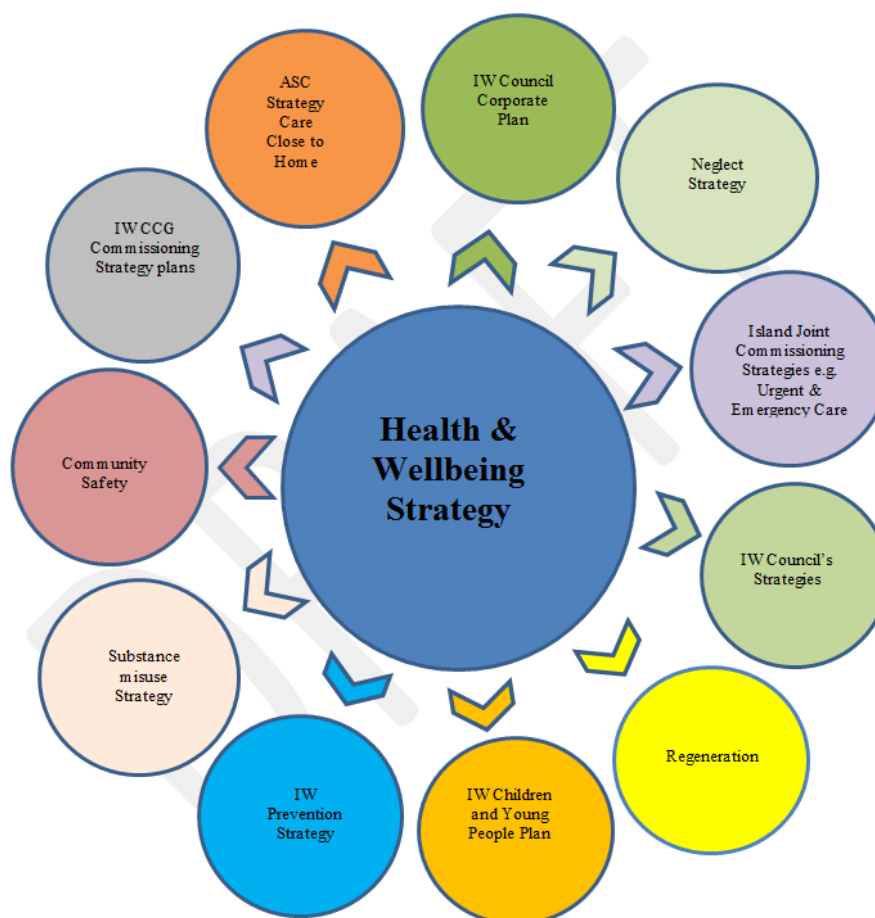 ASC
Strategy
Care
Close to
Home
IW Council
Corporate
Plan
Neglect
Strategy
IW CCG
Commissioning
Strategy plans
Island Joint
Commissioning
Strategies e.g.
Urgent &
Emergency Care
Health &
Wellbeing
Strategy
Community
Safety
IW Council's
Strategies
Substance
misuse
Strategy
Regeneration
IW
Prevention
Strategy
IW Children
and Young
People Plan
DRAFT